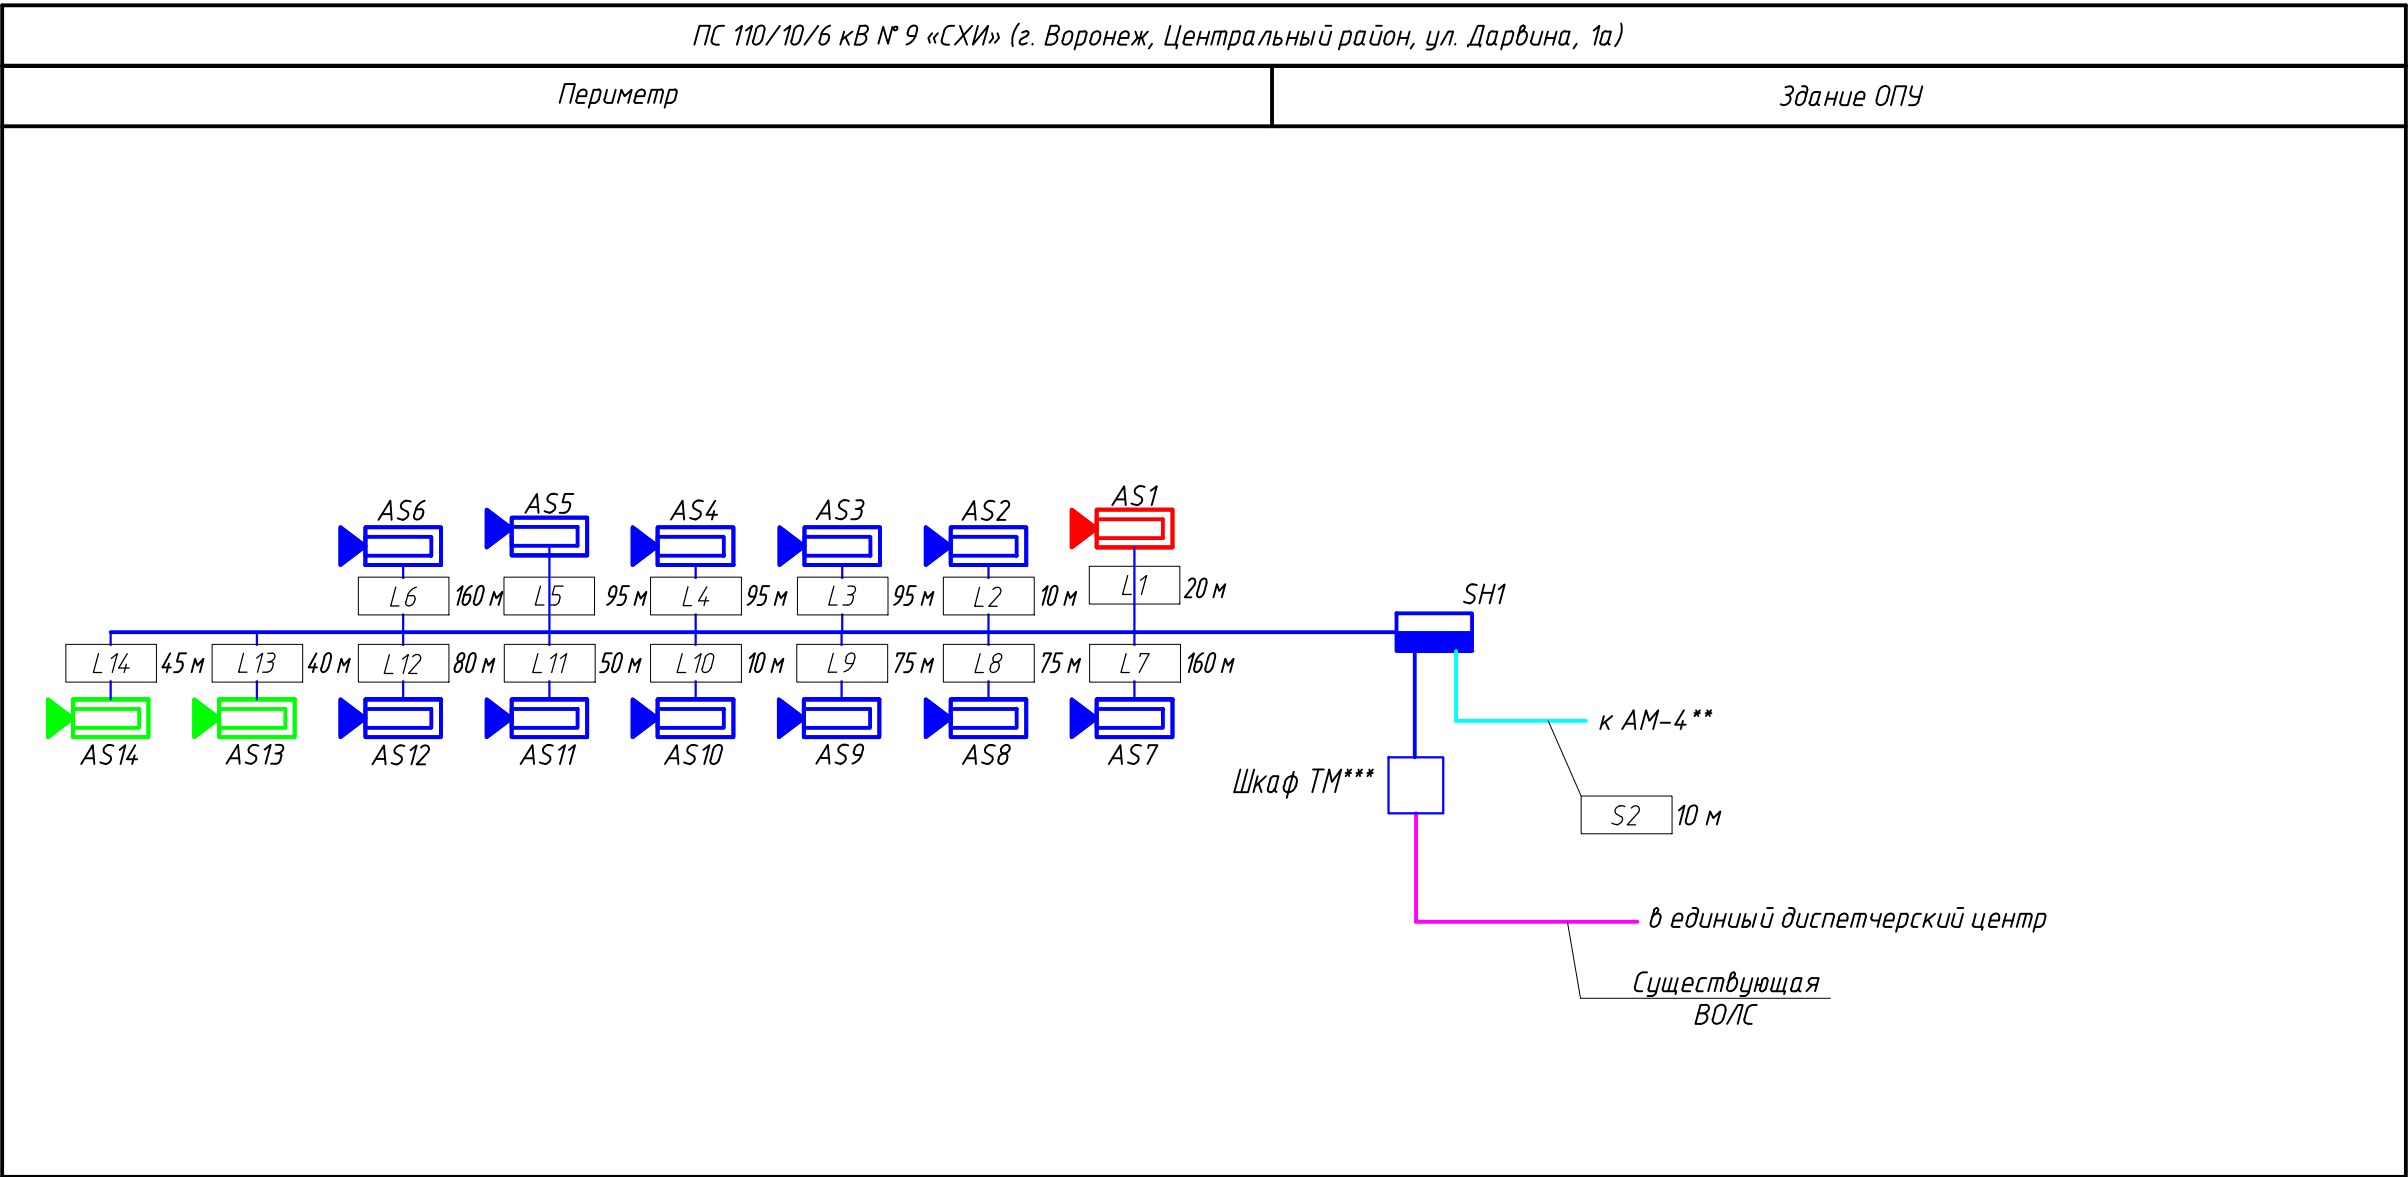 ПС 110/10/6 кВ № 9 «СХИ» (г. Воронеж, Центральный район, ул. Дарвина, 1а)
Периметр
Здание ОПУ
AS6
AS5
AS4
AS3
AS2
AS1
L6 160 м
L5 95 м
L4 95 м
L3 95 м
L2 10 м
L1 20 м
SH1
L14 45 м
L13 40 м
L12 80 м
L11 50 м
L10 10 м
L9 75 м
L8 75 м
L7 160 м
AS14
AS13
AS12
AS11
AS10
AS9
AS8
AS7
к АМ-4**
Шкаф ТМ***
S2 10 м
в единиый диспетчерский центр
Существующая
ВОЛС